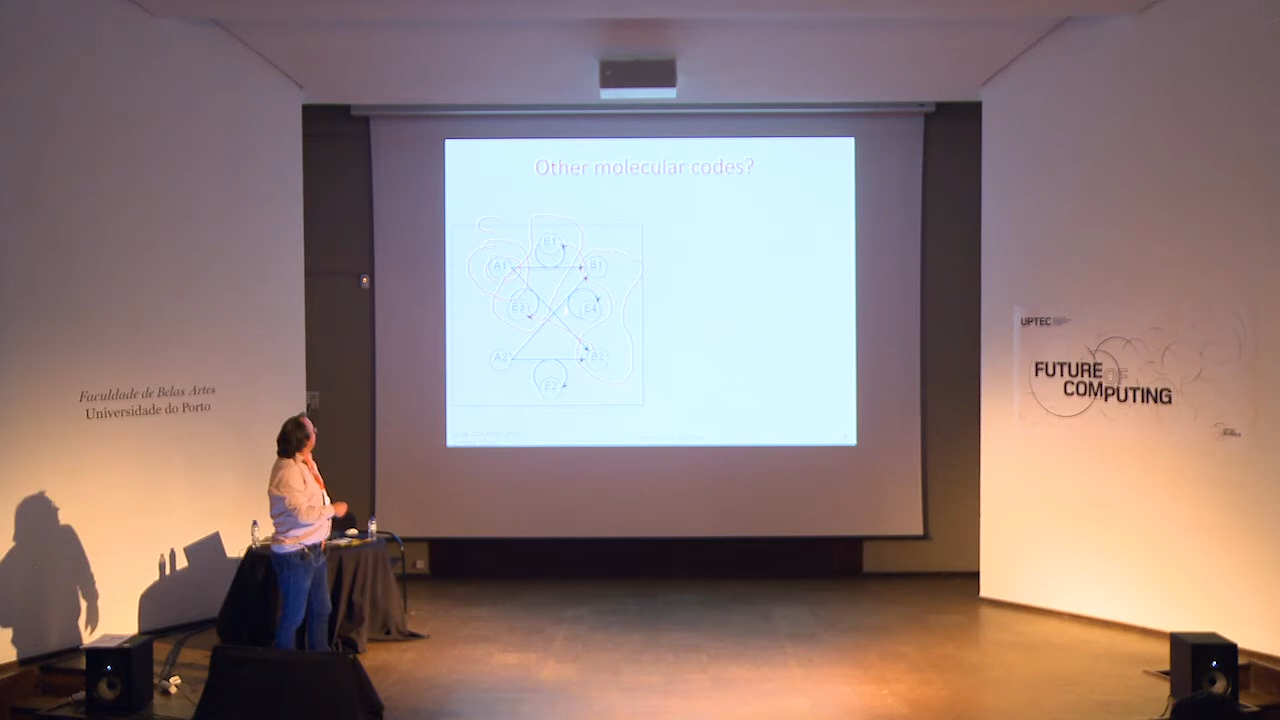 Other molecular codes?
E1
A1
B1
E3
E4
A2
B2
E2
Faculdade de Belas Artes
Universidade do Porto
UPTEC
FUTURE
OF
COMPUTING